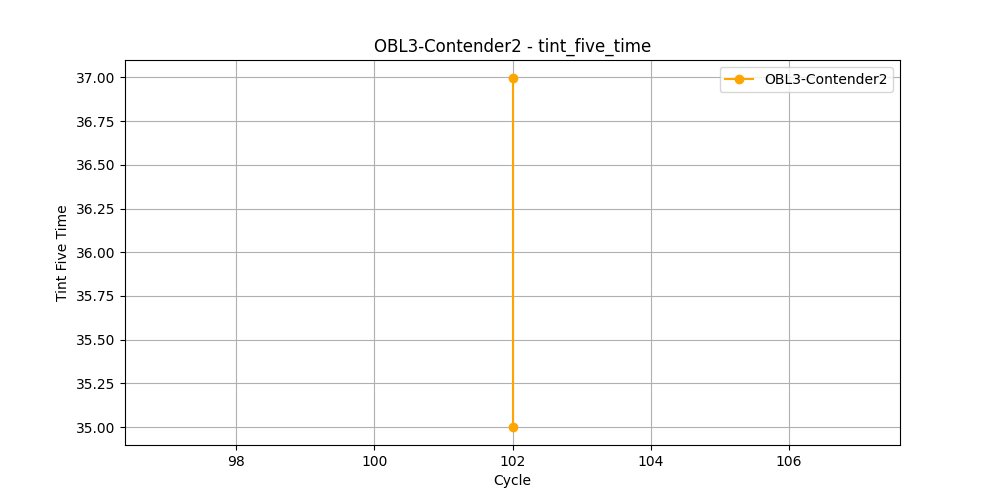 OBL3-Contender2 - tint_five_time
OBL3-Contender2
Tint Five Time
37.00
36.75
36.50
36.25
36.00
35.75
35.50
35.25
35.00
98 100 102 104 106
Cycle